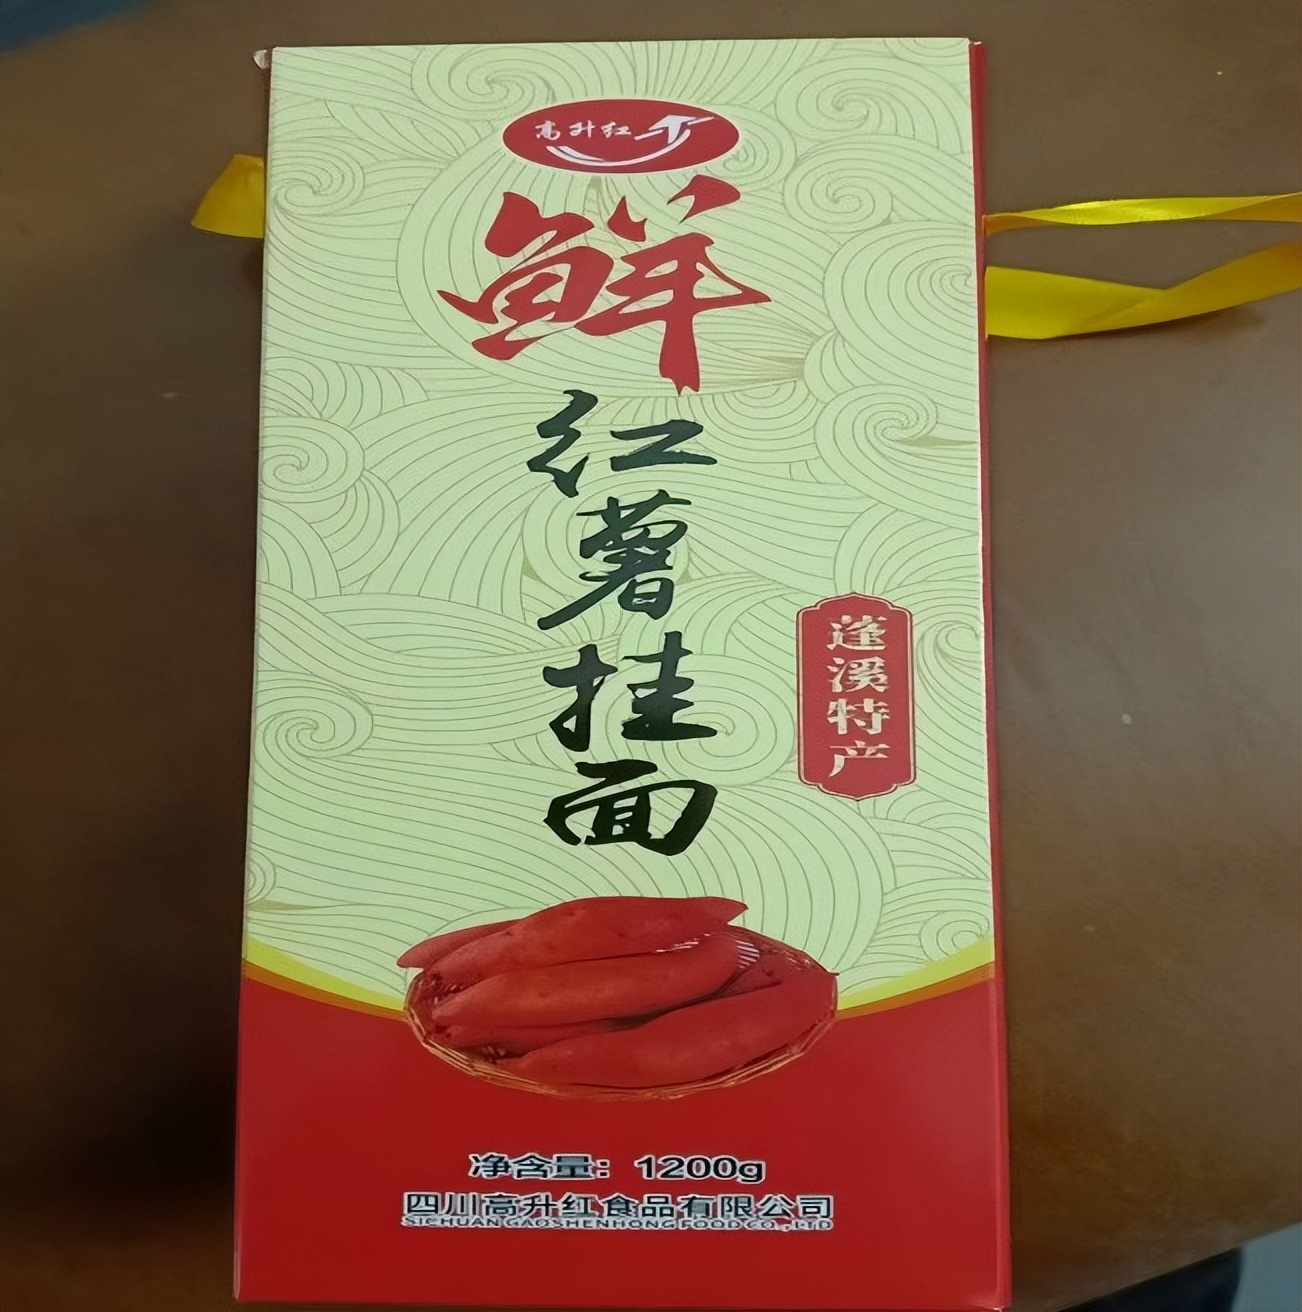 高升红
鲜
红薯挂面
蓬溪特产
净含量：1200g
四川高升红食品有限公司
SICHUAN GAOSHENHONG FOOD CO.,LTD